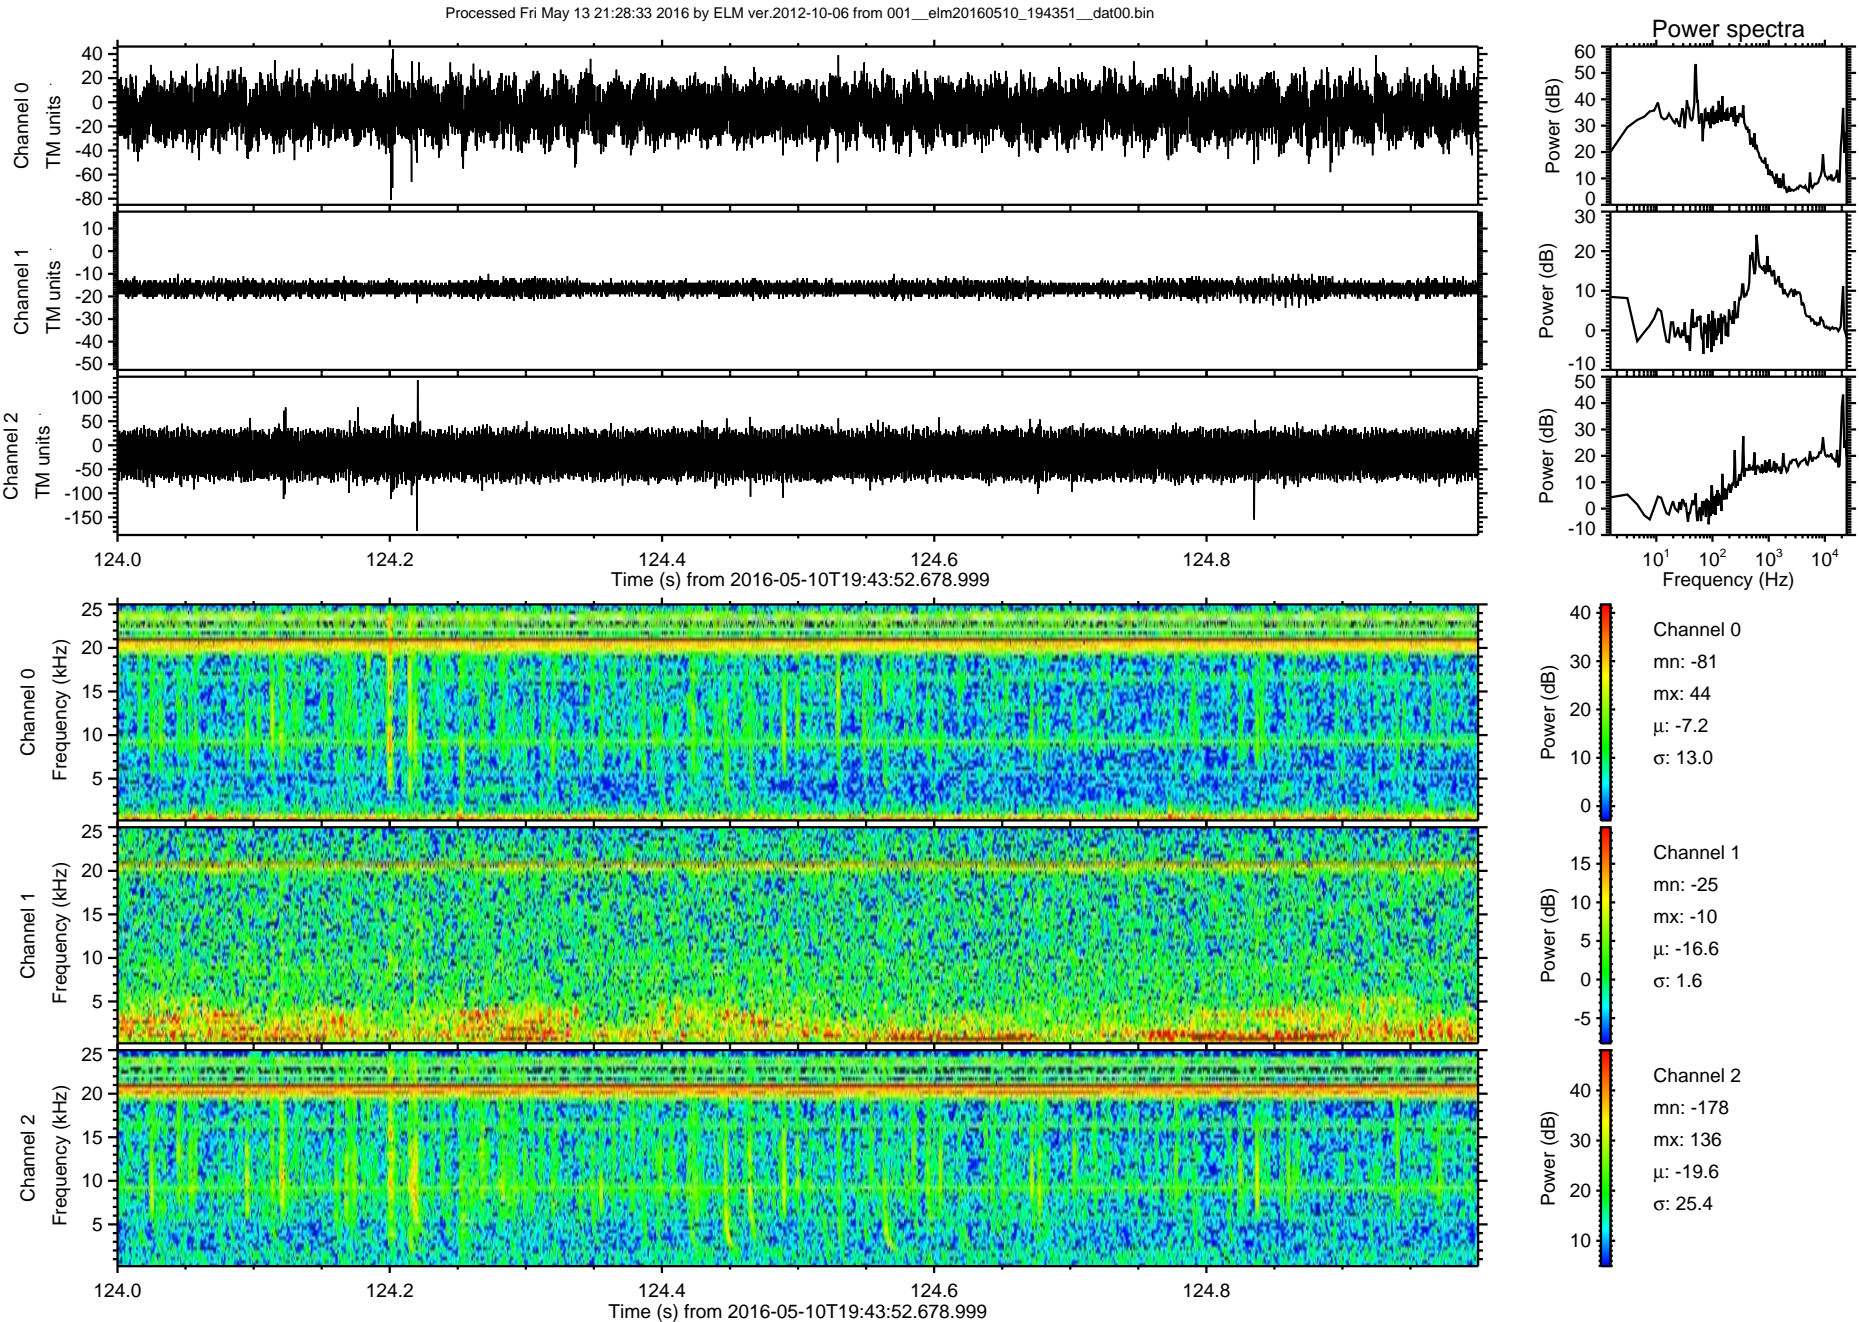 Processed Fri May 13 21:28:33 2016 by ELM ver.2012-10-06 from 001__elm20160510_194351__dat00.bin
Power spectra
Channel 0
TM units
40
20
0
-20
-40
-60
-80
Power (dB)
60
50
40
30
20
10
0
Channel 1
TM units
10
0
-10
-20
-30
-40
-50
Power (dB)
30
20
10
0
-10
Channel 2
TM units
100
50
0
-50
-100
-150
Power (dB)
50
40
30
20
10
0
-10
124.0 124.2 124.4 124.6 124.8
Time (s) from 2016-05-10T19:43:52.678.999
10¹ 10² 10³ 10⁴
Frequency (Hz)
Channel 0
Frequency (kHz)
25
20
15
10
5
Power (dB)
40
30
20
10
0
Channel 0
mn: -81
mx: 44
μ: -7.2
σ: 13.0
Channel 1
Frequency (kHz)
25
20
15
10
5
Power (dB)
15
10
5
0
-5
Channel 1
mn: -25
mx: -10
μ: -16.6
σ: 1.6
Channel 2
Frequency (kHz)
25
20
15
10
5
Power (dB)
40
30
20
10
Channel 2
mn: -178
mx: 136
μ: -19.6
σ: 25.4
124.0 124.2 124.4 124.6 124.8
Time (s) from 2016-05-10T19:43:52.678.999